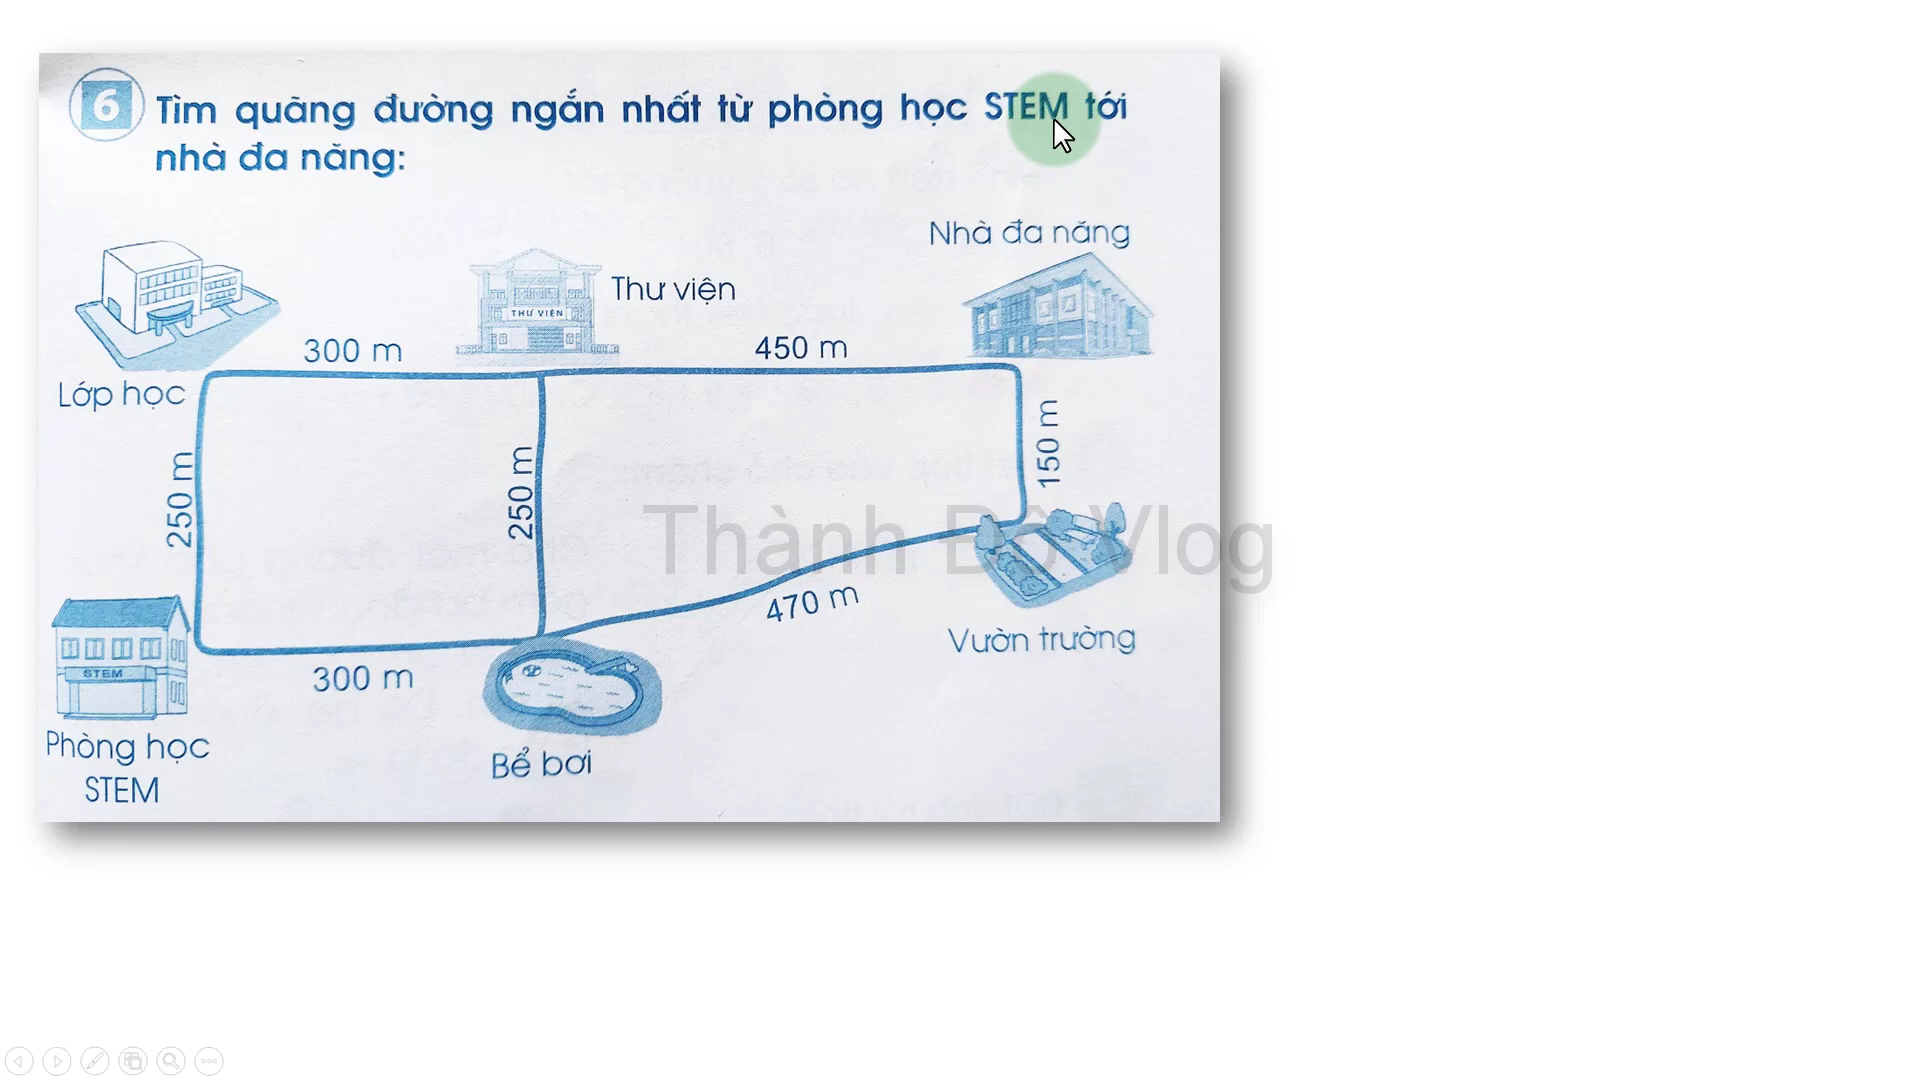 6 Tìm quãng đường ngắn nhất từ phòng học STEM tới
nhà đa năng:
Nhà đa năng
Thư viện
THƯ VIỆN
300 m
450 m
Lớp học
250 m
250 m
150 m
Thành Đô Vlog
470 m
Vườn trường
STEM
300 m
Phòng học
STEM
Bể bơi